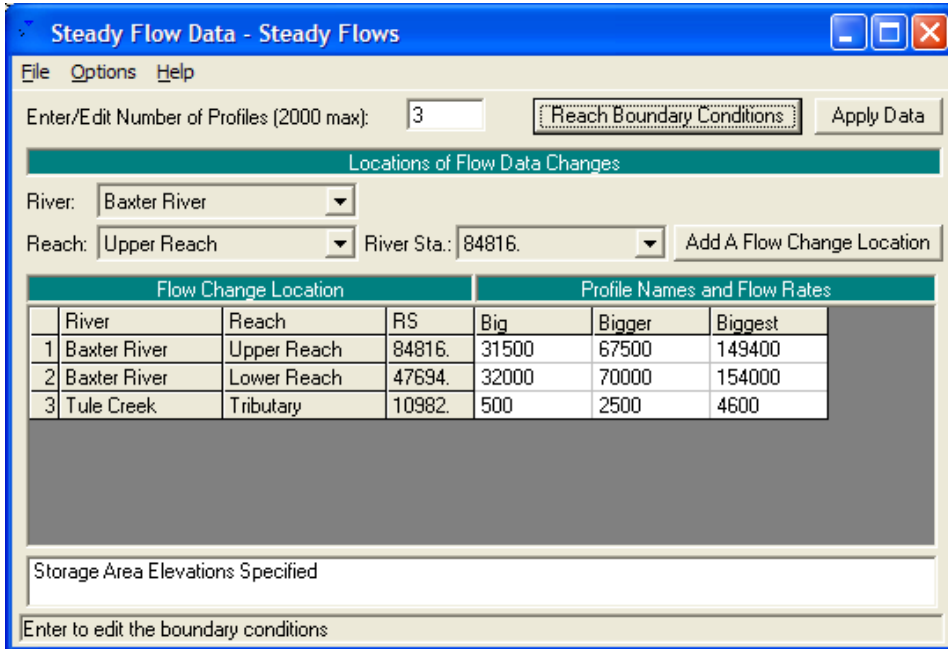 Steady Flow Data - Steady Flows
File Options Help
Enter/Edit Number of Profiles (2000 max): 3 Reach Boundary Conditions Apply Data
Locations of Flow Data Changes
River: Baxter River
Reach: Upper Reach River Sta.: 84816. Add A Flow Change Location
Flow Change Location Profile Names and Flow Rates
River Reach RS Big Bigger Biggest
1 Baxter River Upper Reach 84816. 31500 67500 149400
2 Baxter River Lower Reach 47694. 32000 70000 154000
3 Tule Creek Tributary 10982. 500 2500 4600
Storage Area Elevations Specified
Enter to edit the boundary conditions